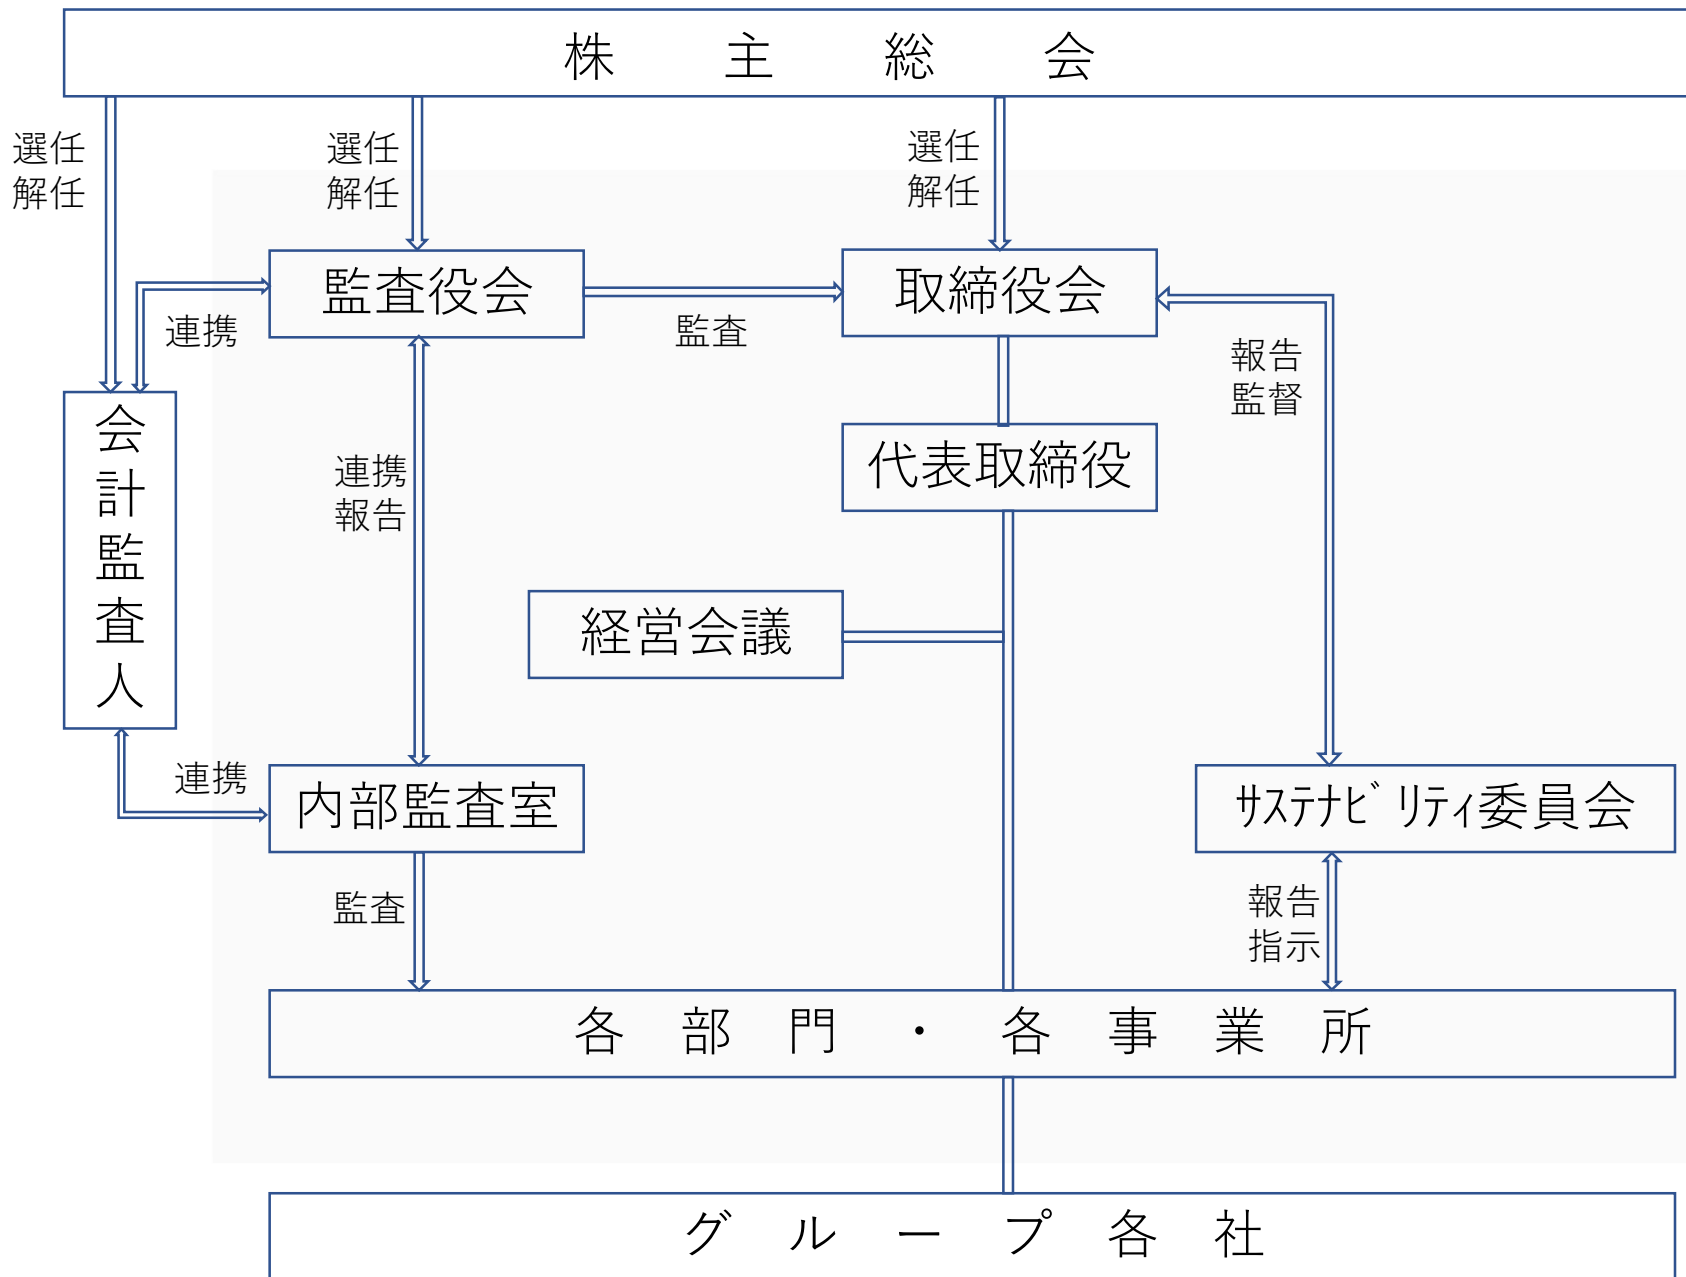 株主総会
選任
解任
選任
解任
選任
解任
監査役会
取締役会
連携
監査
報告
監督
会計監査人
代表取締役
連携
報告
経営会議
連携
内部監査室
ｻｽﾃﾅﾋﾞﾘﾃｨ委員会
監査
報告
指示
各部門・各事業所
グループ各社